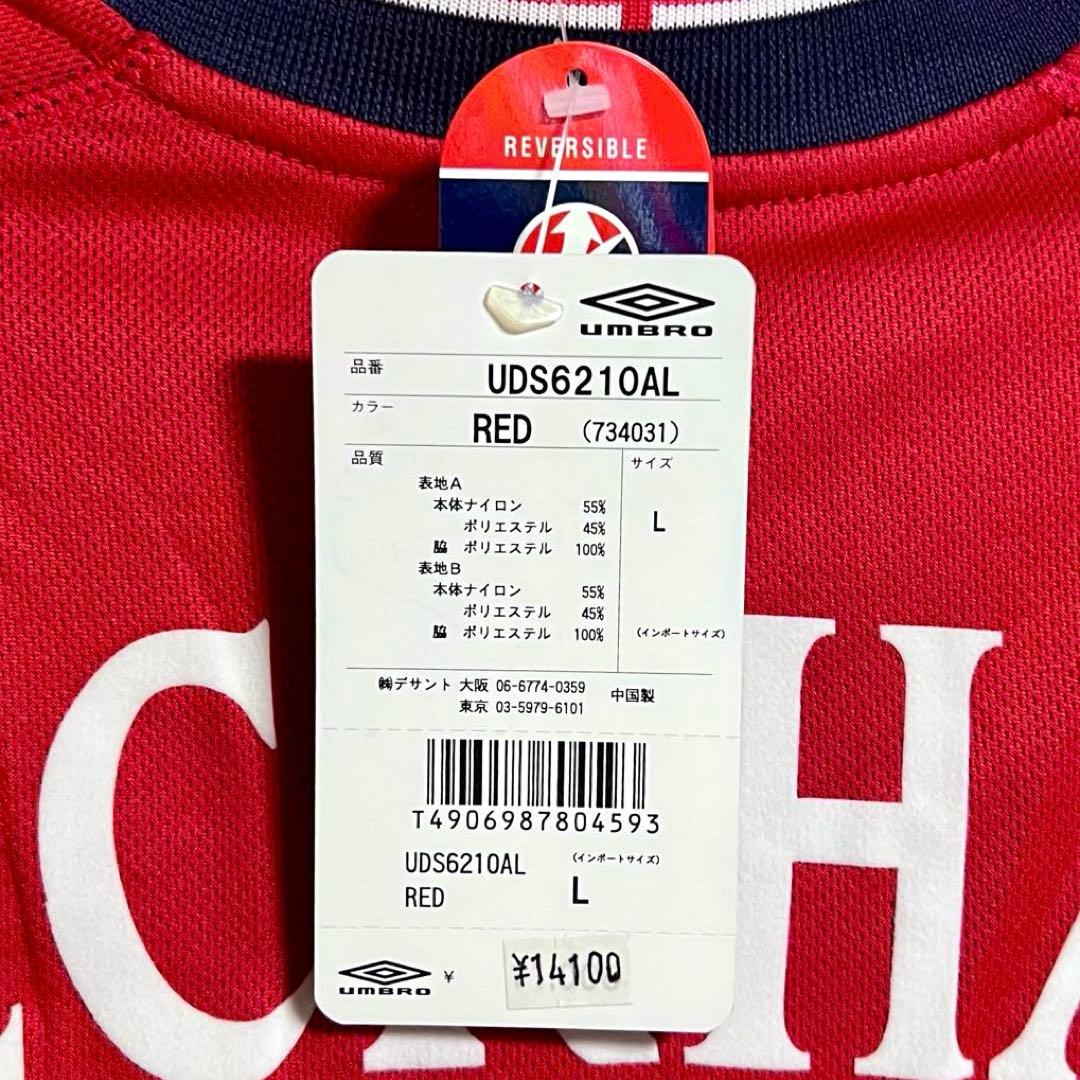 REVERSIBLE
UMBRO
品番 UDS6210AL
カラー RED (734031)
品質 サイズ
表地A
本体ナイロン 55%
ポリエステル 45% L
脇 ポリエステル 100%
表地B
本体ナイロン 55%
ポリエステル 45%
脇 ポリエステル 100% (インポートサイズ)
㈱デサント 大阪 06-6774-0359 中国製
東京 03-5979-6101
T4906987804593
UDS6210AL (インポートサイズ)
RED L
UMBRO ¥ ¥14100